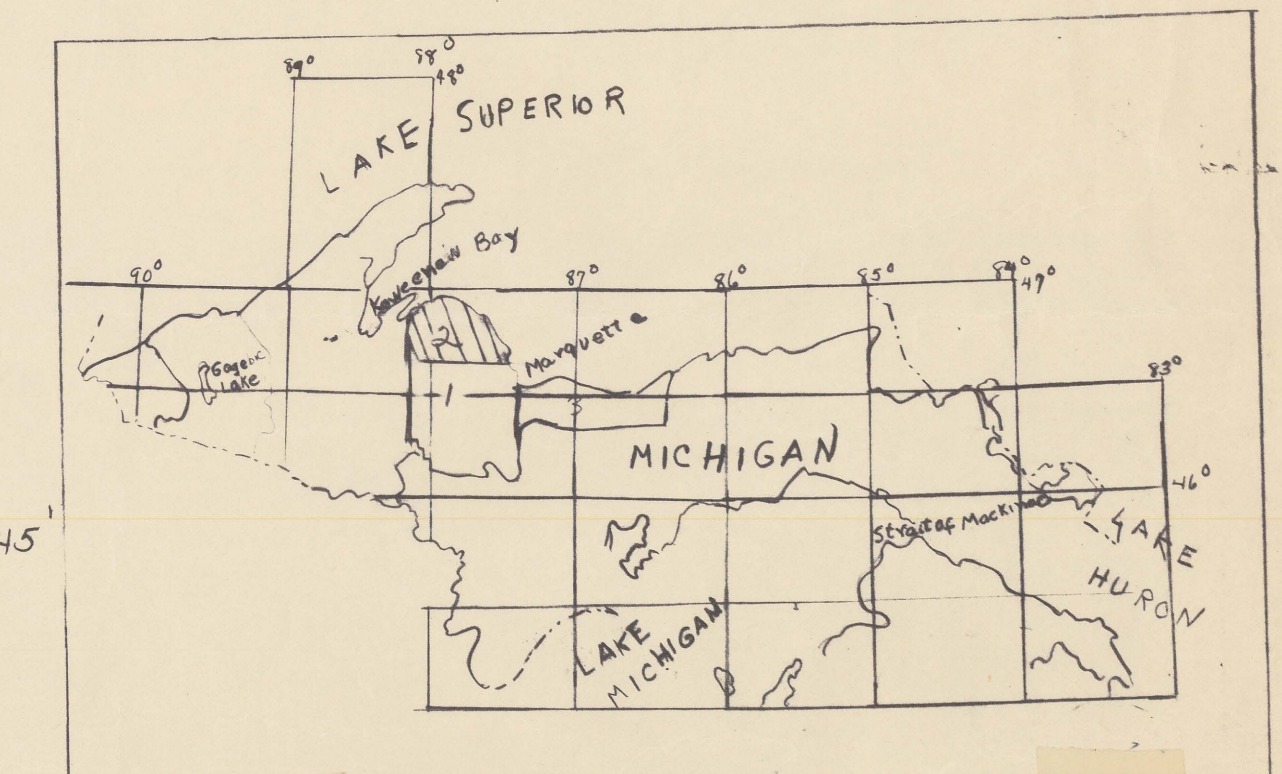 89°
88°
48°
LAKE SUPERIOR
Keweenaw Bay
90°
87°
86°
85°
84°
47°
2
Marquette
Gogebic
Lake
83°
1
3
MICHIGAN
46°
Strait of Mackinac
45'
LAKE
HURON
LAKE
MICHIGAN